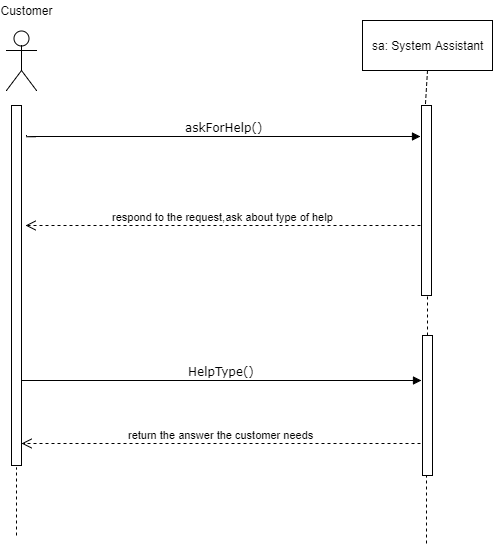 Customer
sa: System Assistant
askForHelp()
respond to the request,ask about type of help
HelpType()
return the answer the customer needs